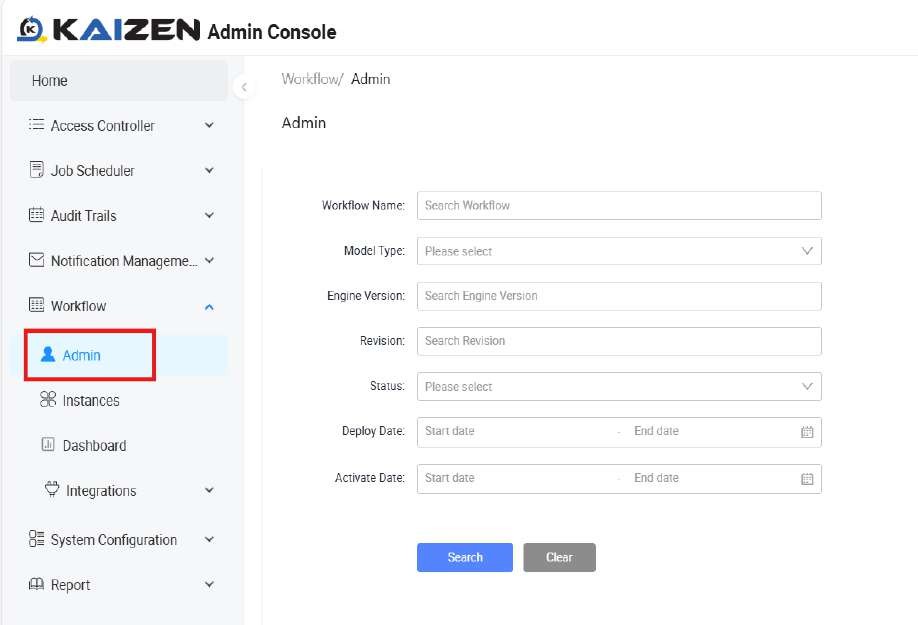 KAIZEN Admin Console
Home
Access Controller
Job Scheduler
Audit Trails
Notification Manageme...
Workflow
Admin
Instances
Dashboard
Integrations
System Configuration
Report
Workflow/ Admin
Admin
Workflow Name: Search Workflow
Model Type: Please select
Engine Version: Search Engine Version
Revision: Search Revision
Status: Please select
Deploy Date: Start date - End date
Activate Date: Start date - End date
Search Clear